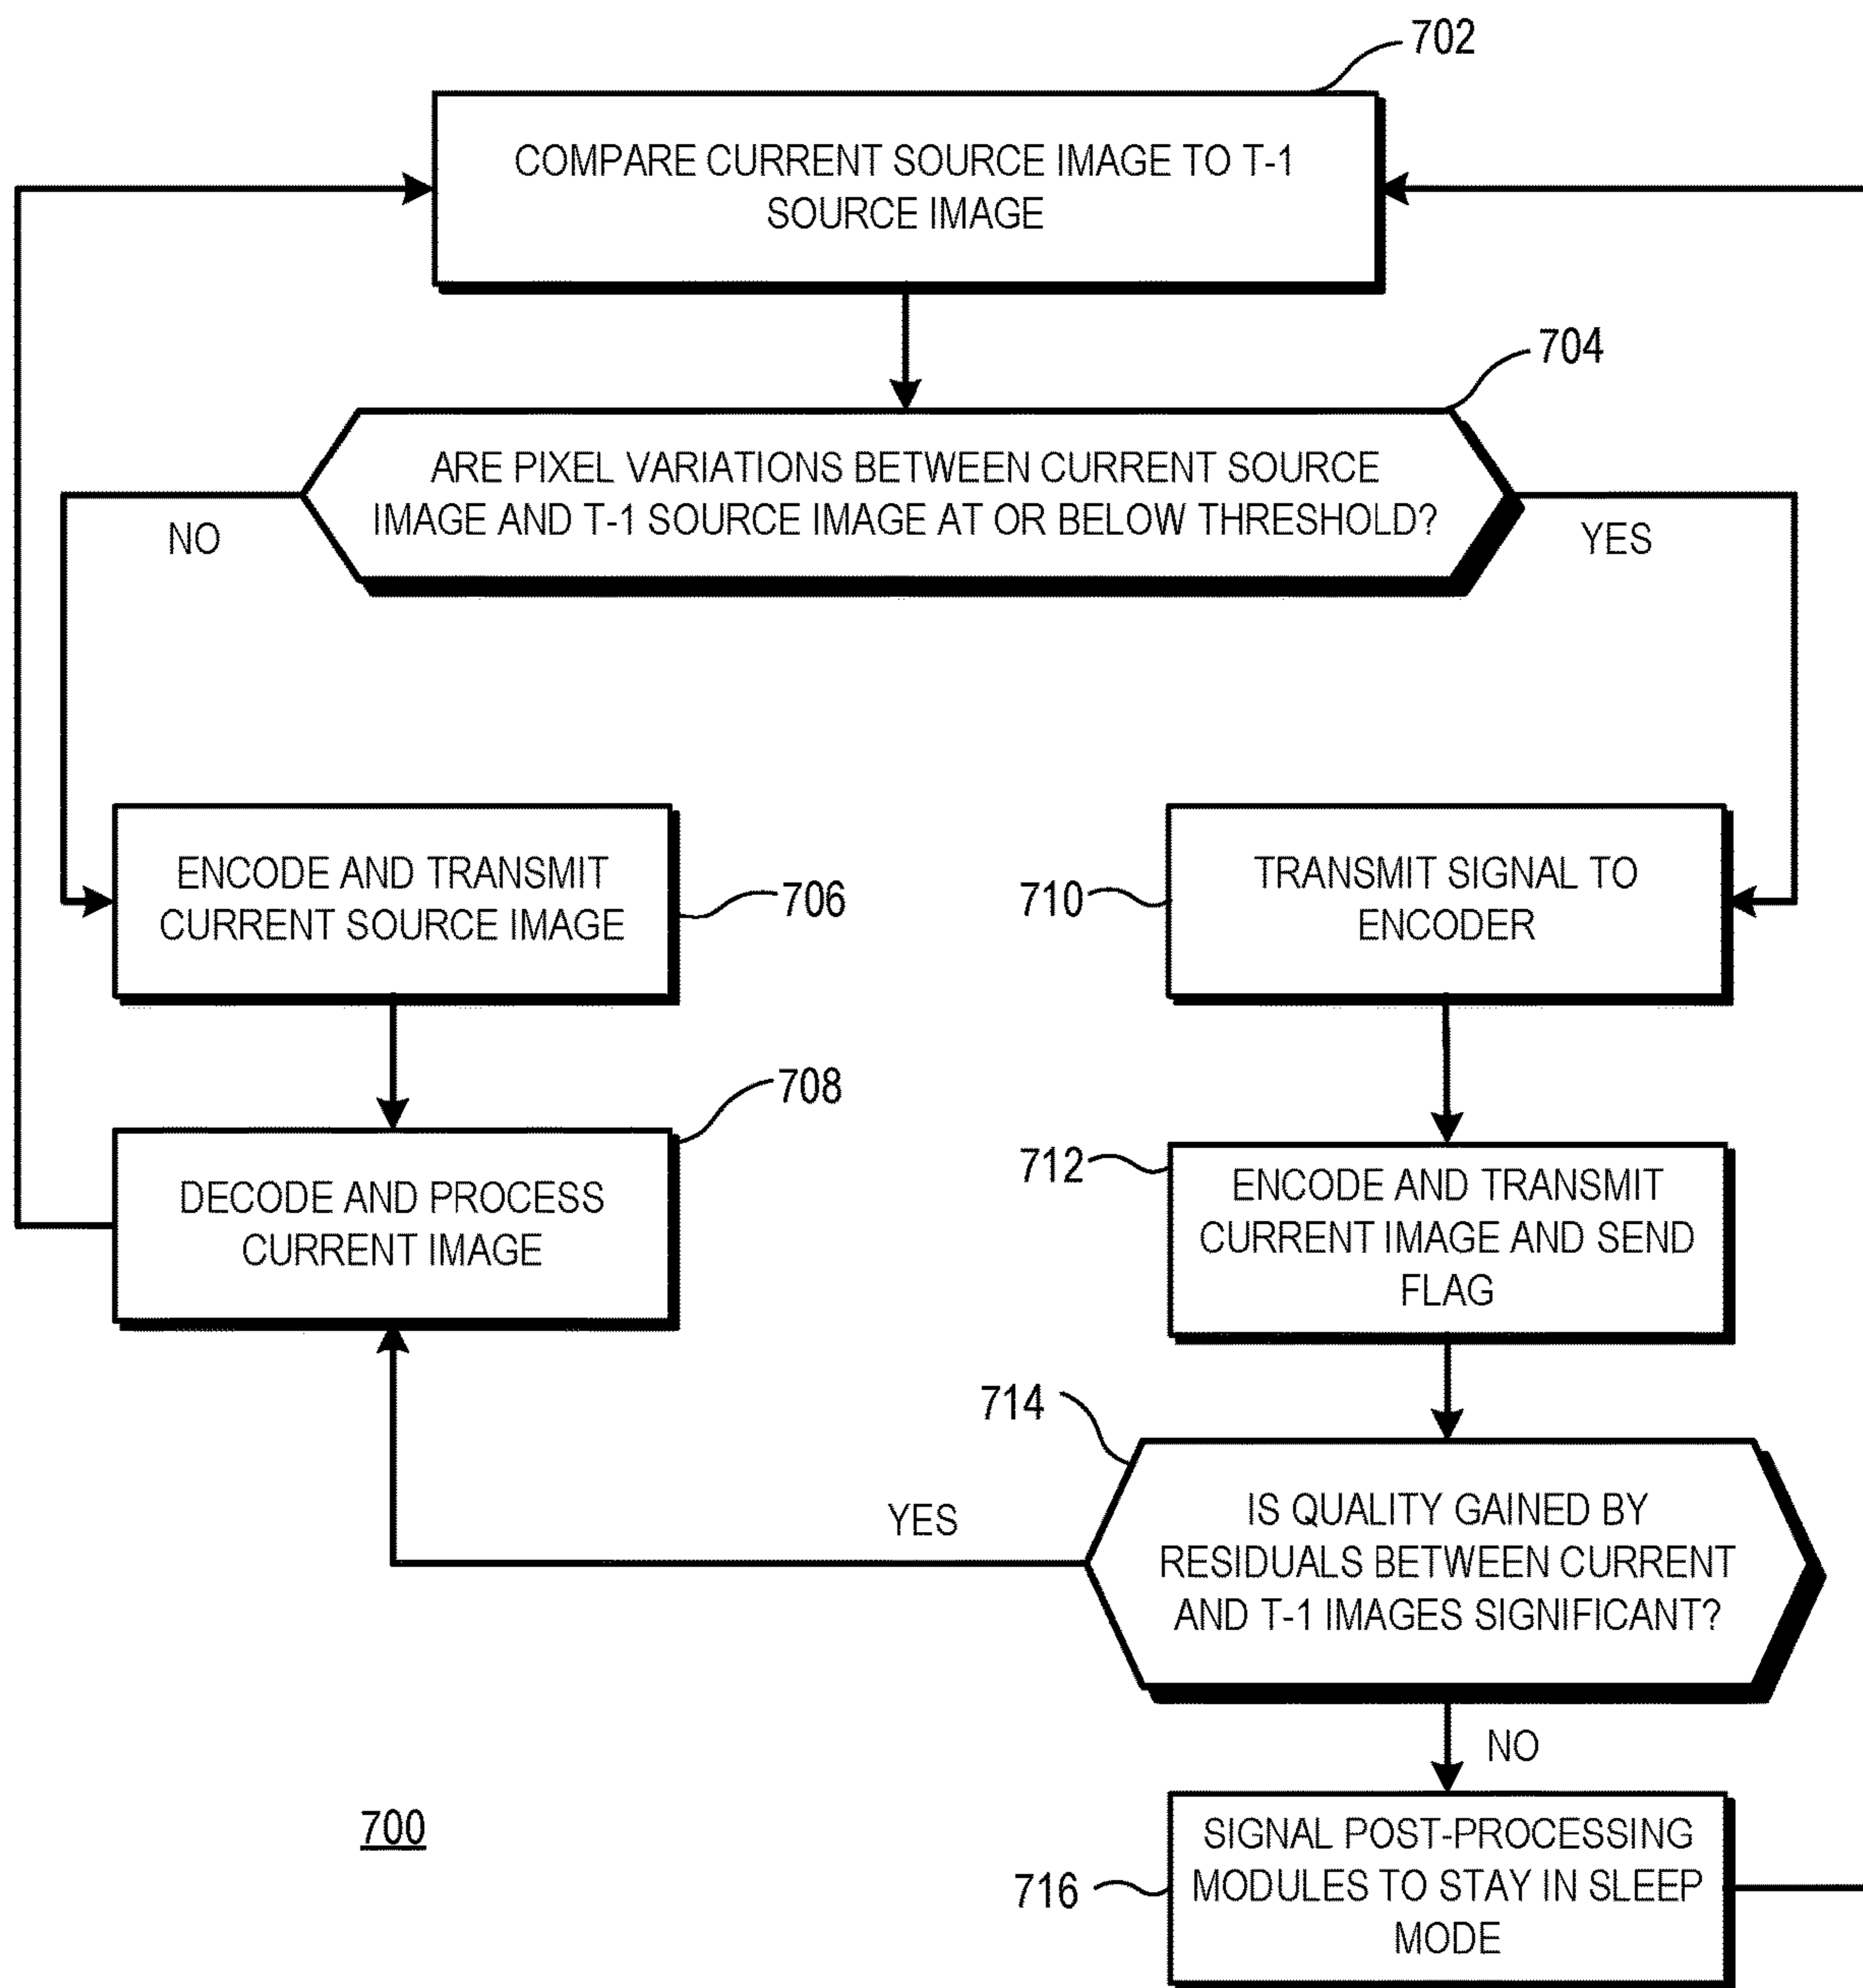 702
COMPARE CURRENT SOURCE IMAGE TO T-1
SOURCE IMAGE
704
ARE PIXEL VARIATIONS BETWEEN CURRENT SOURCE
IMAGE AND T-1 SOURCE IMAGE AT OR BELOW THRESHOLD?
NO
YES
ENCODE AND TRANSMIT
CURRENT SOURCE IMAGE
706
710
TRANSMIT SIGNAL TO
ENCODER
708
DECODE AND PROCESS
CURRENT IMAGE
712
ENCODE AND TRANSMIT
CURRENT IMAGE AND SEND
FLAG
714
YES
IS QUALITY GAINED BY
RESIDUALS BETWEEN CURRENT
AND T-1 IMAGES SIGNIFICANT?
NO
700
716
SIGNAL POST-PROCESSING
MODULES TO STAY IN SLEEP
MODE